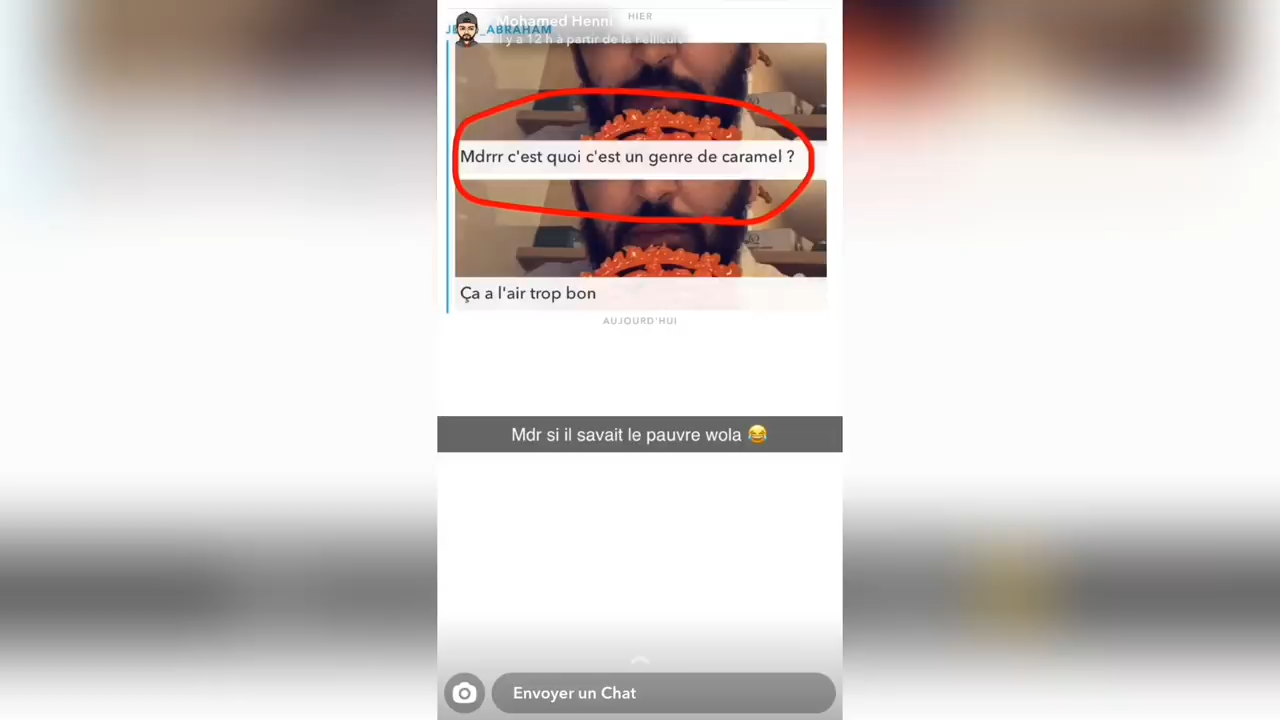 HIER
Mohamed Henni
_ABRAHAM
il y a 12 h à partir de la Pellicule
Mdrrr c'est quoi c'est un genre de caramel ?
Ça a l'air trop bon
AUJOURD'HUI
Mdr si il savait le pauvre wola 😂
Envoyer un Chat